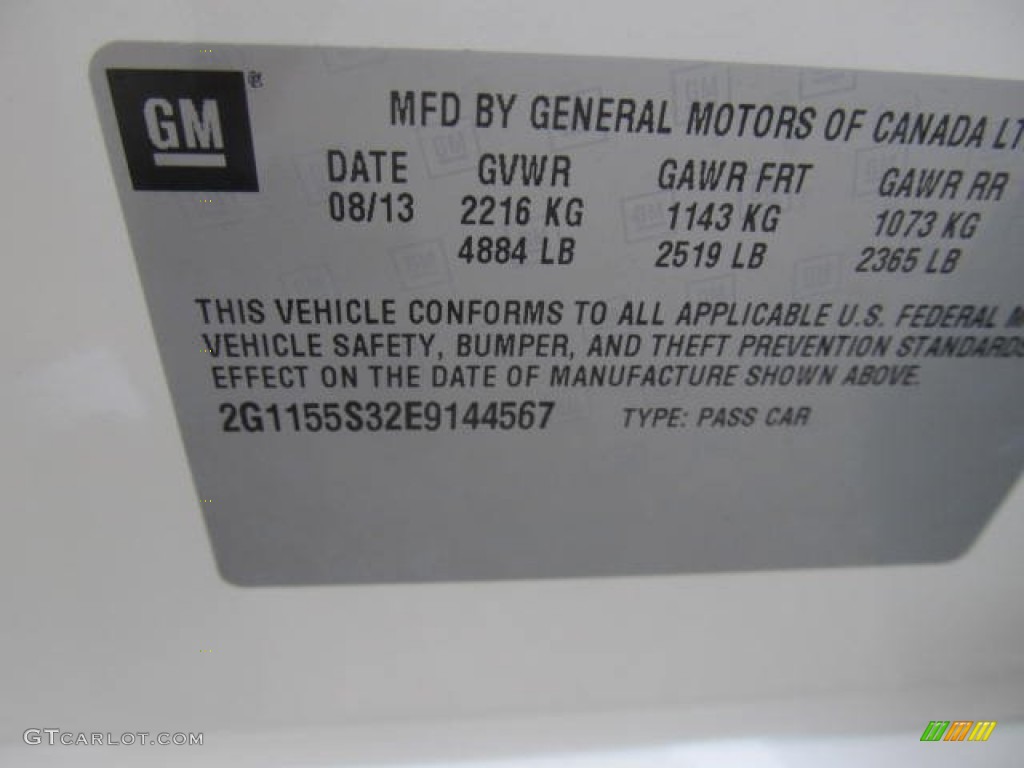 GM®
MFD BY GENERAL MOTORS OF CANADA LT
DATE GVWR GAWR FRT GAWR RR
08/13 2216 KG 1143 KG 1073 KG
4884 LB 2519 LB 2365 LB
THIS VEHICLE CONFORMS TO ALL APPLICABLE U.S. FEDERAL M
VEHICLE SAFETY, BUMPER, AND THEFT PREVENTION STANDARDS
EFFECT ON THE DATE OF MANUFACTURE SHOWN ABOVE.
2G1155S32E9144567 TYPE: PASS CAR
GTCARLOT.COM